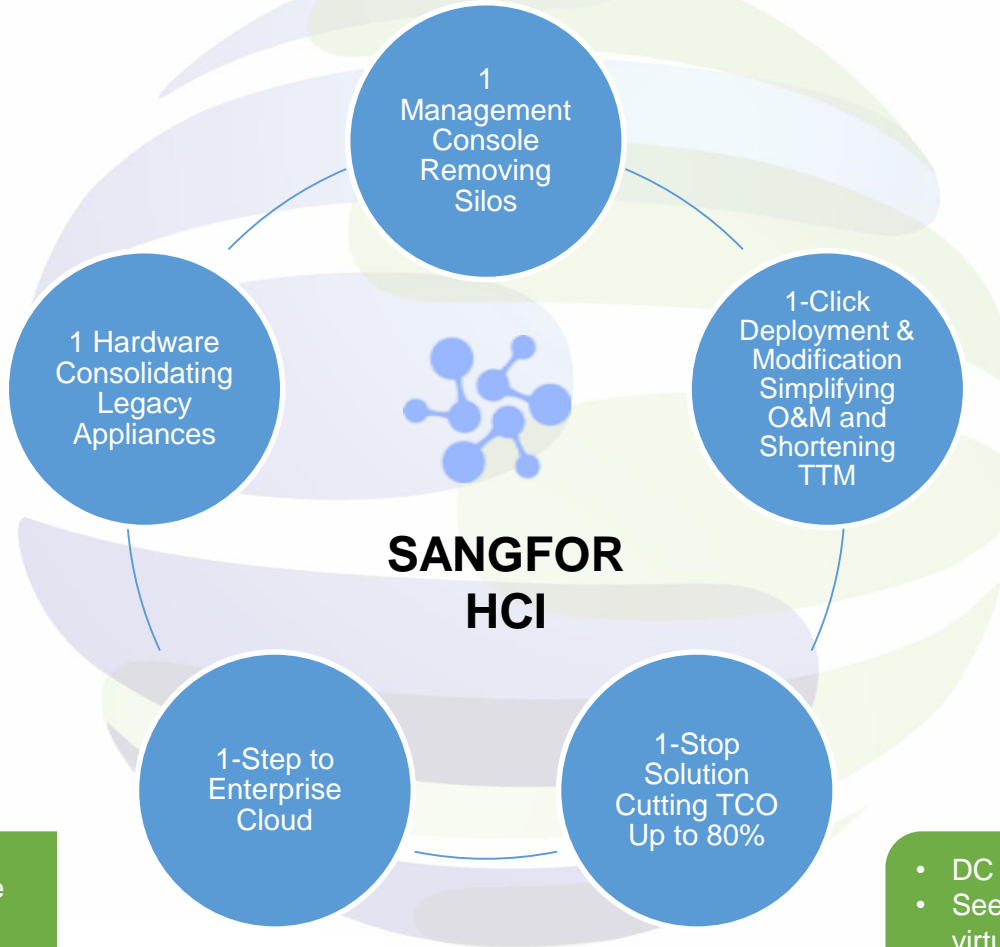 1
Management
Console
Removing
Silos
1 Hardware
Consolidating
Legacy
Appliances
1-Click
Deployment &
Modification
Simplifying
O&M and
Shortening
TTM
SANGFOR
HCI
1-Step to
Enterprise
Cloud
1-Stop
Solution
Cutting TCO
Up to 80%
• DC
• See
virtu